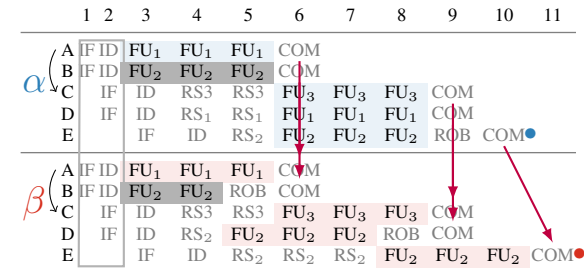 1 2 3 4 5 6 7 8 9 10 11
α
A IF ID FU₁ FU₁ FU₁ COM
B IF ID FU₂ FU₂ FU₂ COM
C IF ID RS₃ RS₃ FU₃ FU₃ FU₃ COM
D IF ID RS₁ RS₁ FU₁ FU₁ FU₁ COM
E IF ID RS₂ FU₂ FU₂ FU₂ ROB COM
β
A IF ID FU₁ FU₁ FU₁ COM
B IF ID FU₂ FU₂ ROB COM
C IF ID RS₃ RS₃ FU₃ FU₃ FU₃ COM
D IF ID RS₂ FU₂ FU₂ FU₂ ROB COM
E IF ID RS₂ RS₂ RS₂ FU₂ FU₂ FU₂ COM